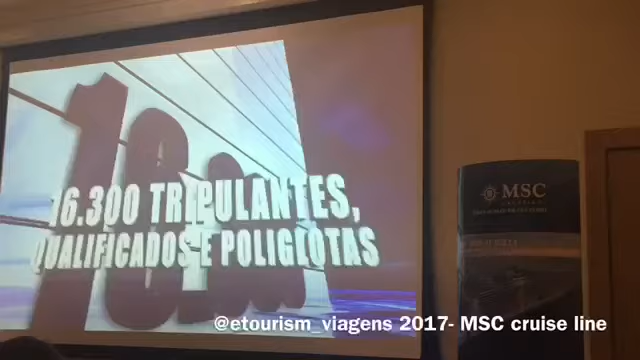 16.300 TRIPULANTES,
QUALIFICADOS E POLIGLOTAS
MSC
@etourism_viagens 2017- MSC cruise line